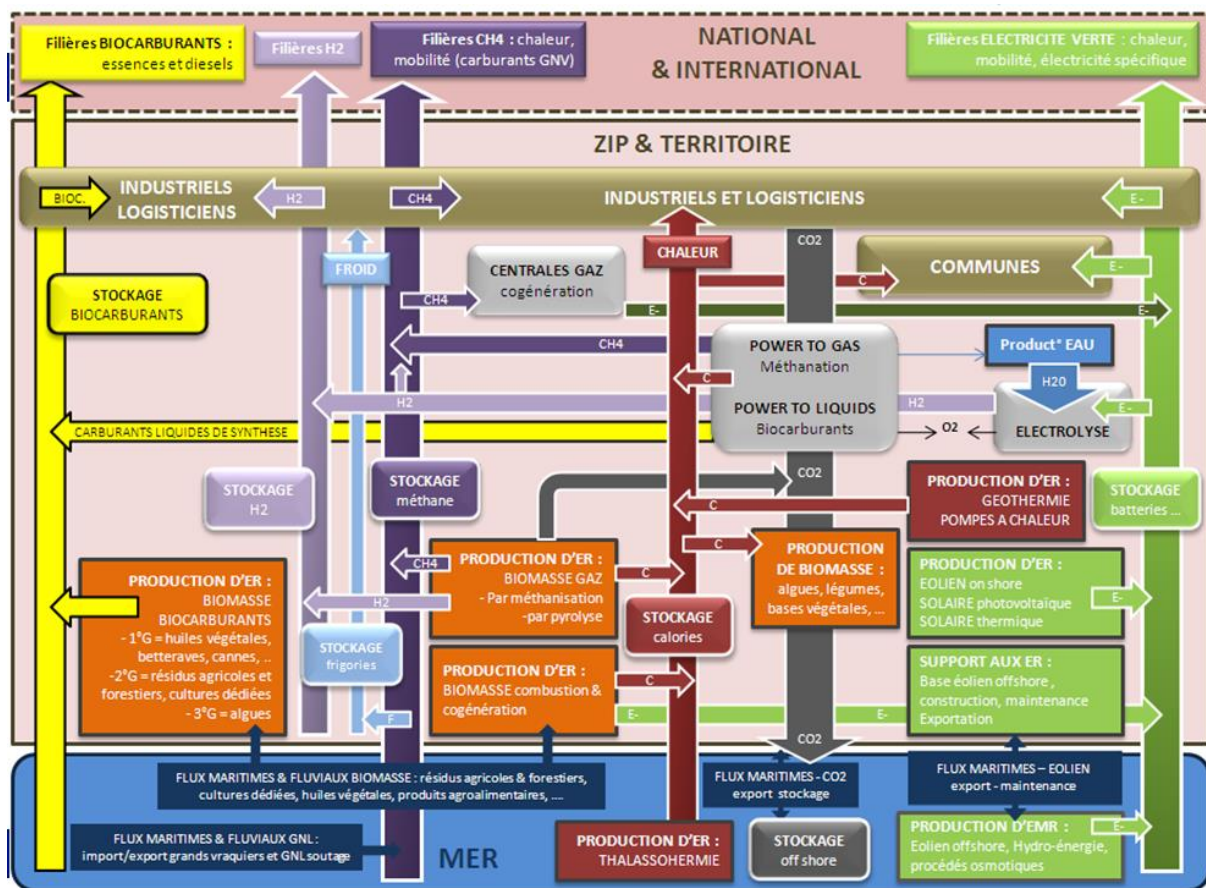 Filières BIOCARBURANTS :
essences et diesels
Filières H2
Filières CH4 : chaleur,
mobilité (carburants GNV)
NATIONAL
& INTERNATIONAL
Filières ELECTRICITE VERTE : chaleur,
mobilité, électricité spécifique
ZIP & TERRITOIRE
BIOC.
INDUSTRIELS
LOGISTICIENS
H2
CH4
INDUSTRIELS ET LOGISTICIENS
E-
CO2
FROID
CENTRALES GAZ
cogénération
CHALEUR
COMMUNES
E-
C
STOCKAGE
BIOCARBURANTS
CH4
E-
CH4
POWER TO GAS
Méthanation
POWER TO LIQUIDS
Biocarburants
Product° EAU
H20
C
H2
H2
E-
CARBURANTS LIQUIDES DE SYNTHESE
O2
ELECTROLYSE
STOCKAGE
H2
STOCKAGE
méthane
CO2
PRODUCTION D'ER :
GEOTHERMIE
POMPES A CHALEUR
STOCKAGE
batteries ...
C
C
PRODUCTION D'ER :
BIOMASSE
BIOCARBURANTS
- 1°G = huiles végétales,
betteraves, cannes, ..
-2°G = résidus agricoles et
forestiers, cultures dédiées
- 3°G = algues
CH4
H2
PRODUCTION D'ER :
BIOMASSE GAZ
- Par méthanisation
-par pyrolyse
C
PRODUCTION
DE BIOMASSE :
algues, légumes,
bases végétales, ...
PRODUCTION D'ER :
EOLIEN on shore
SOLAIRE photovoltaïque
SOLAIRE thermique
E-
STOCKAGE
frigories
STOCKAGE
calories
PRODUCTION D'ER :
BIOMASSE combustion &
cogénération
C
SUPPORT AUX ER :
Base éolien offshore ,
construction, maintenance
Exportation
F
E-
E-
CO2
FLUX MARITIMES & FLUVIAUX BIOMASSE : résidus agricoles & forestiers,
cultures dédiées, huiles végétales, produits agroalimentaires, ....
FLUX MARITIMES - CO2
export stockage
FLUX MARITIMES – EOLIEN
export - maintenance
FLUX MARITIMES & FLUVIAUX GNL :
import/export grands vraquiers et GNL soutage
MER
PRODUCTION D'ER :
THALASSOHERMIE
STOCKAGE
off shore
PRODUCTION D'EMR :
Eolien offshore, Hydro-énergie,
procédés osmotiques
E-